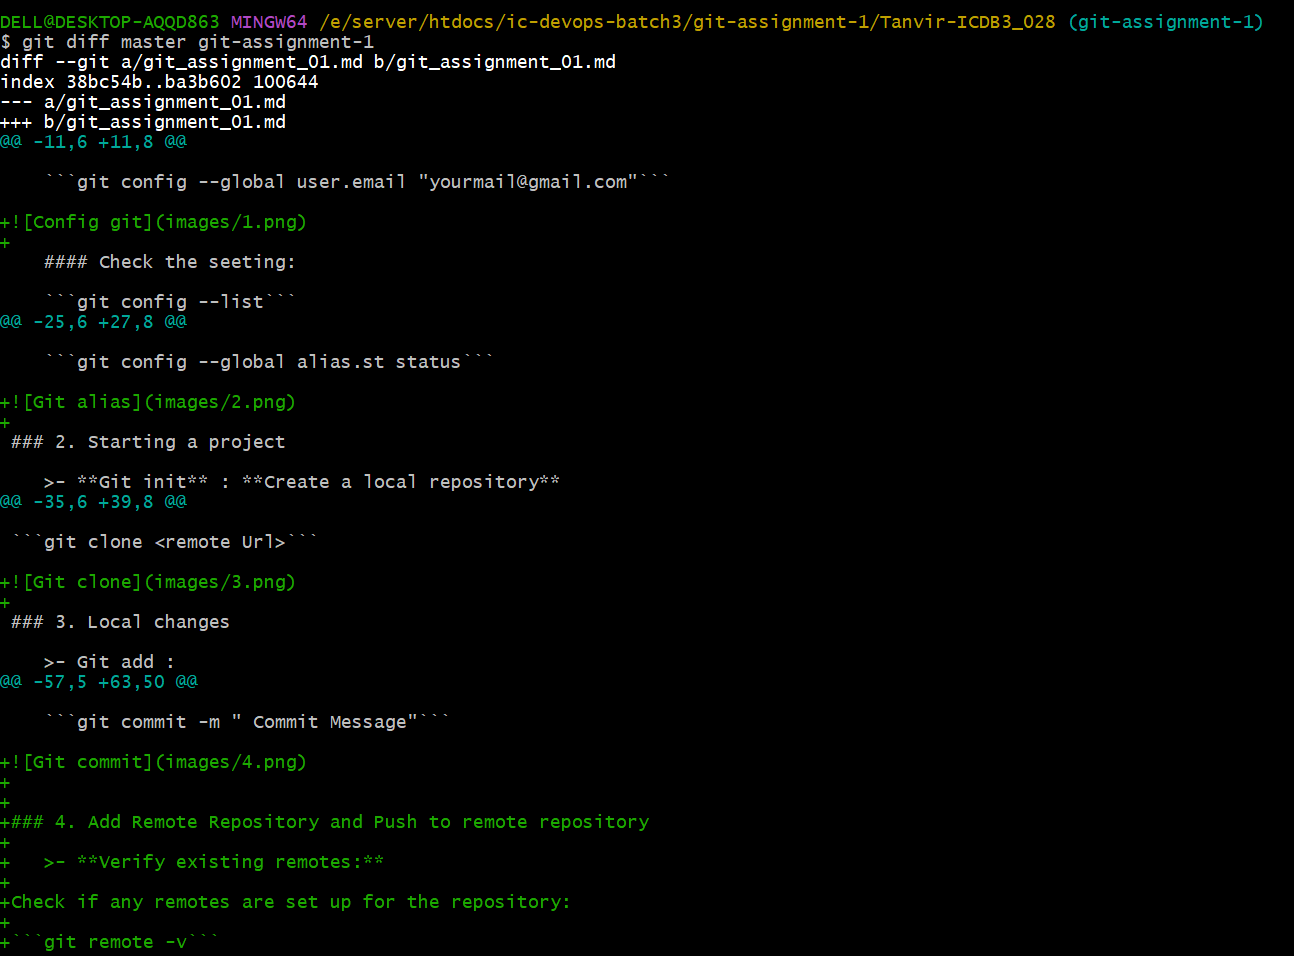 DELL@DESKTOP-AQQD863 MINGW64 /e/server/htdocs/ic-devops-batch3/git-assignment-1/Tanvir-ICDB3_028 (git-assignment-1)
$ git diff master git-assignment-1
diff --git a/git_assignment_01.md b/git_assignment_01.md
index 38bc54b..ba3b602 100644
--- a/git_assignment_01.md
+++ b/git_assignment_01.md
@@ -11,6 +11,8 @@

    ```git config --global user.email "yourmail@gmail.com"```

+![Config git](images/1.png)
+
    #### Check the seeting:

    ```git config --list```
@@ -25,6 +27,8 @@

    ```git config --global alias.st status```

+![Git alias](images/2.png)
+
 ### 2. Starting a project

    >- **Git init** : **Create a local repository**
@@ -35,6 +39,8 @@

 ```git clone <remote Url>```

+![Git clone](images/3.png)
+
 ### 3. Local changes

    >- Git add :
@@ -57,5 +63,50 @@

    ```git commit -m " Commit Message"```

+![Git commit](images/4.png)
+
+
+### 4. Add Remote Repository and Push to remote repository
+
+   >- **Verify existing remotes:**
+
+Check if any remotes are set up for the repository:
+
+```git remote -v```